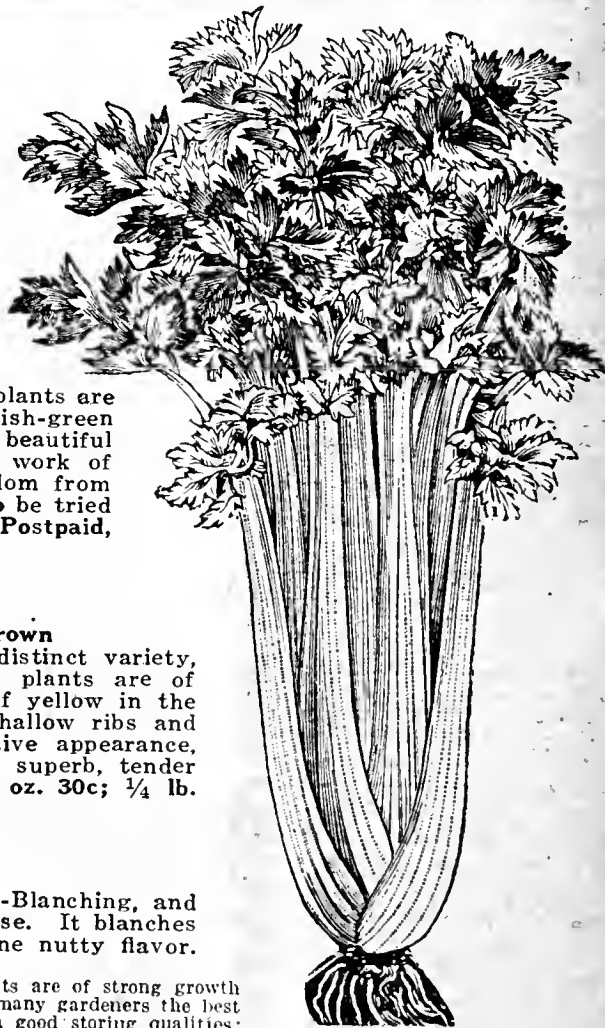 plants are
ish-green
beautiful
work of
dom from
be tried
Postpaid,
rown
distinct variety,
plants are of
f yellow in the
hallow ribs and
tive appearance,
superb, tender
oz. 30c; ¼ lb.
-Blanching, and
se. It blanches
ne nutty flavor.
ts are of strong growth
many gardeners the best
good storing qualities;